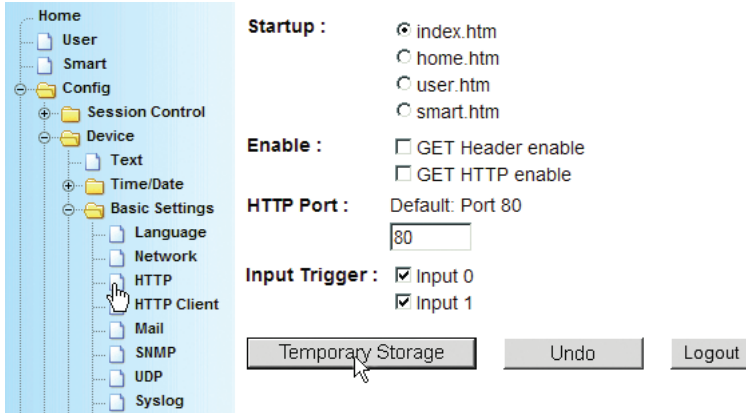 Home
User
Smart
Config
Session Control
Device
Text
Time/Date
Basic Settings
Language
Network
HTTP
HTTP Client
Mail
SNMP
UDP
Syslog
Startup :
index.htm
home.htm
user.htm
smart.htm
Enable :
GET Header enable
GET HTTP enable
HTTP Port : Default: Port 80
80
Input Trigger : Input 0
Input 1
Temporary Storage Undo Logout